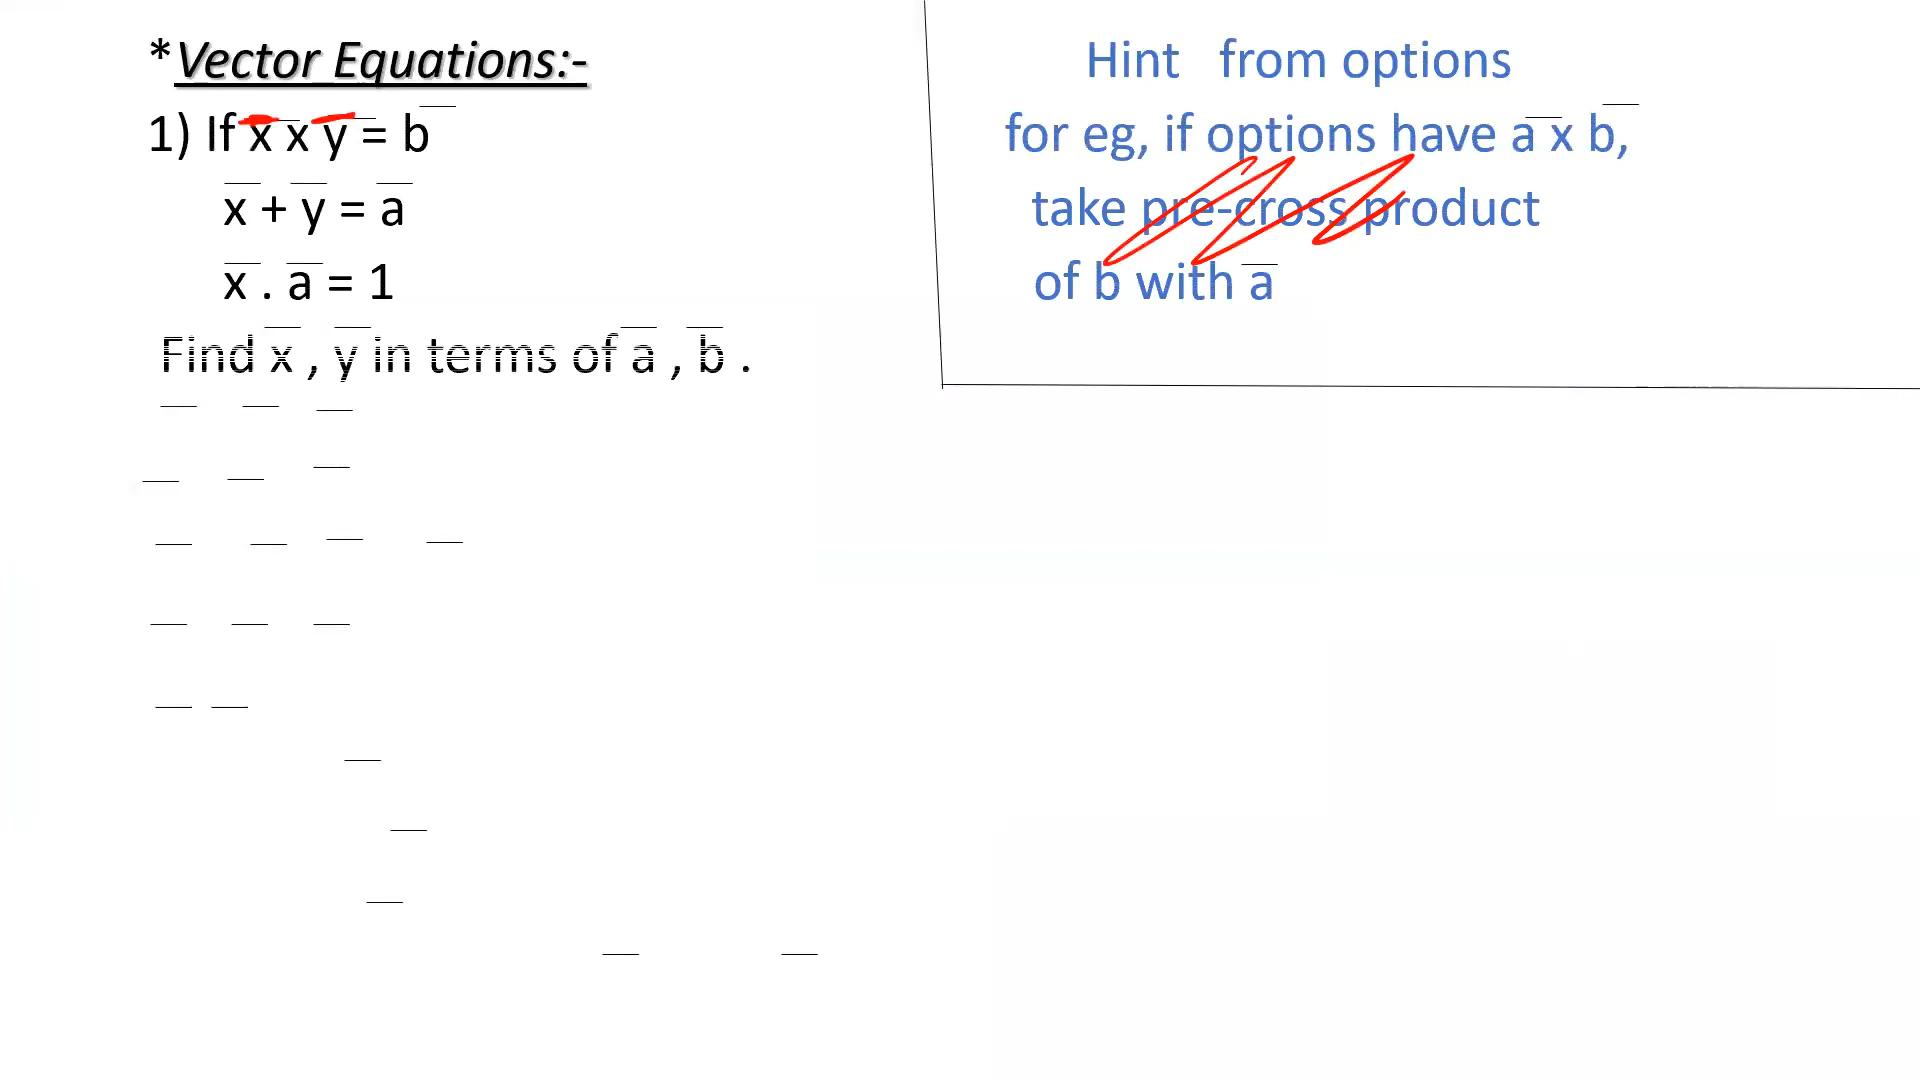 *Vector Equations:-
1) If x̅ x y̅ = b̅
x̅ + y̅ = a̅
x̅ . a̅ = 1
Find x̅ , y̅ in terms of a̅ , b̅ .
Hint from options
for eg, if options have a̅ x b̅,
take pre-cross product
of b with a̅